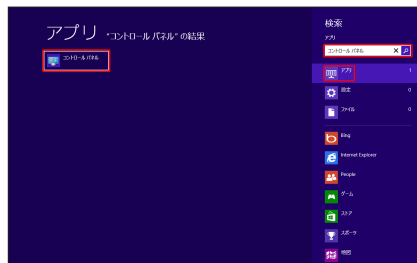 アプリ "コントロール パネル" の結果
コントロール パネル
検索
アプリ
コントロール パネル
アプリ 1
設定 0
ファイル 0
Bing
Internet Explorer
People
ゲーム
ストア
スポーツ
地図